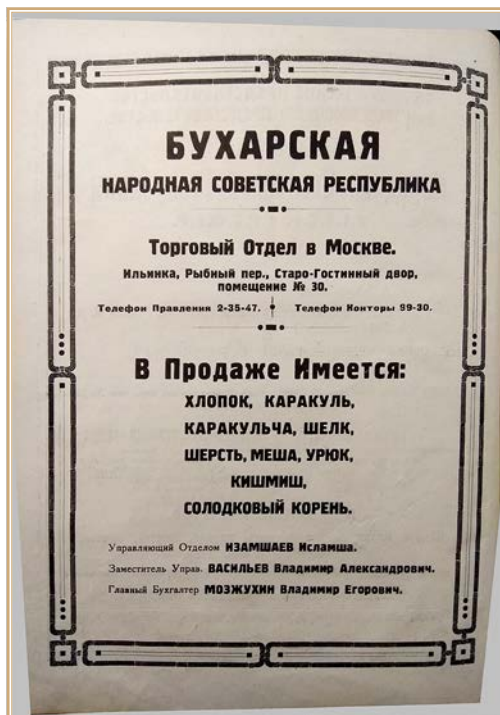 БУХАРСКАЯ
НАРОДНАЯ СОВЕТСКАЯ РЕСПУБЛИКА
Торговый Отдел в Москве.
Ильинка, Рыбный пер., Старо-Гостинный двор,
помещение № 30.
Телефон Правления 2-35-47. Телефон Конторы 99-30.
В Продаже Имеется:
ХЛОПОК, КАРАКУЛЬ,
КАРАКУЛЬЧА, ШЕЛК,
ШЕРСТЬ, МЕША, УРЮК,
КИШМИШ,
СОЛОДКОВЫЙ КОРЕНЬ.
Управляющий Отделом ИЗАМШАЕВ Исламша.
Заместитель Управ. ВАСИЛЬЕВ Владимир Александрович.
Главный Бухгалтер МОЗЖУХИН Владимир Егорович.